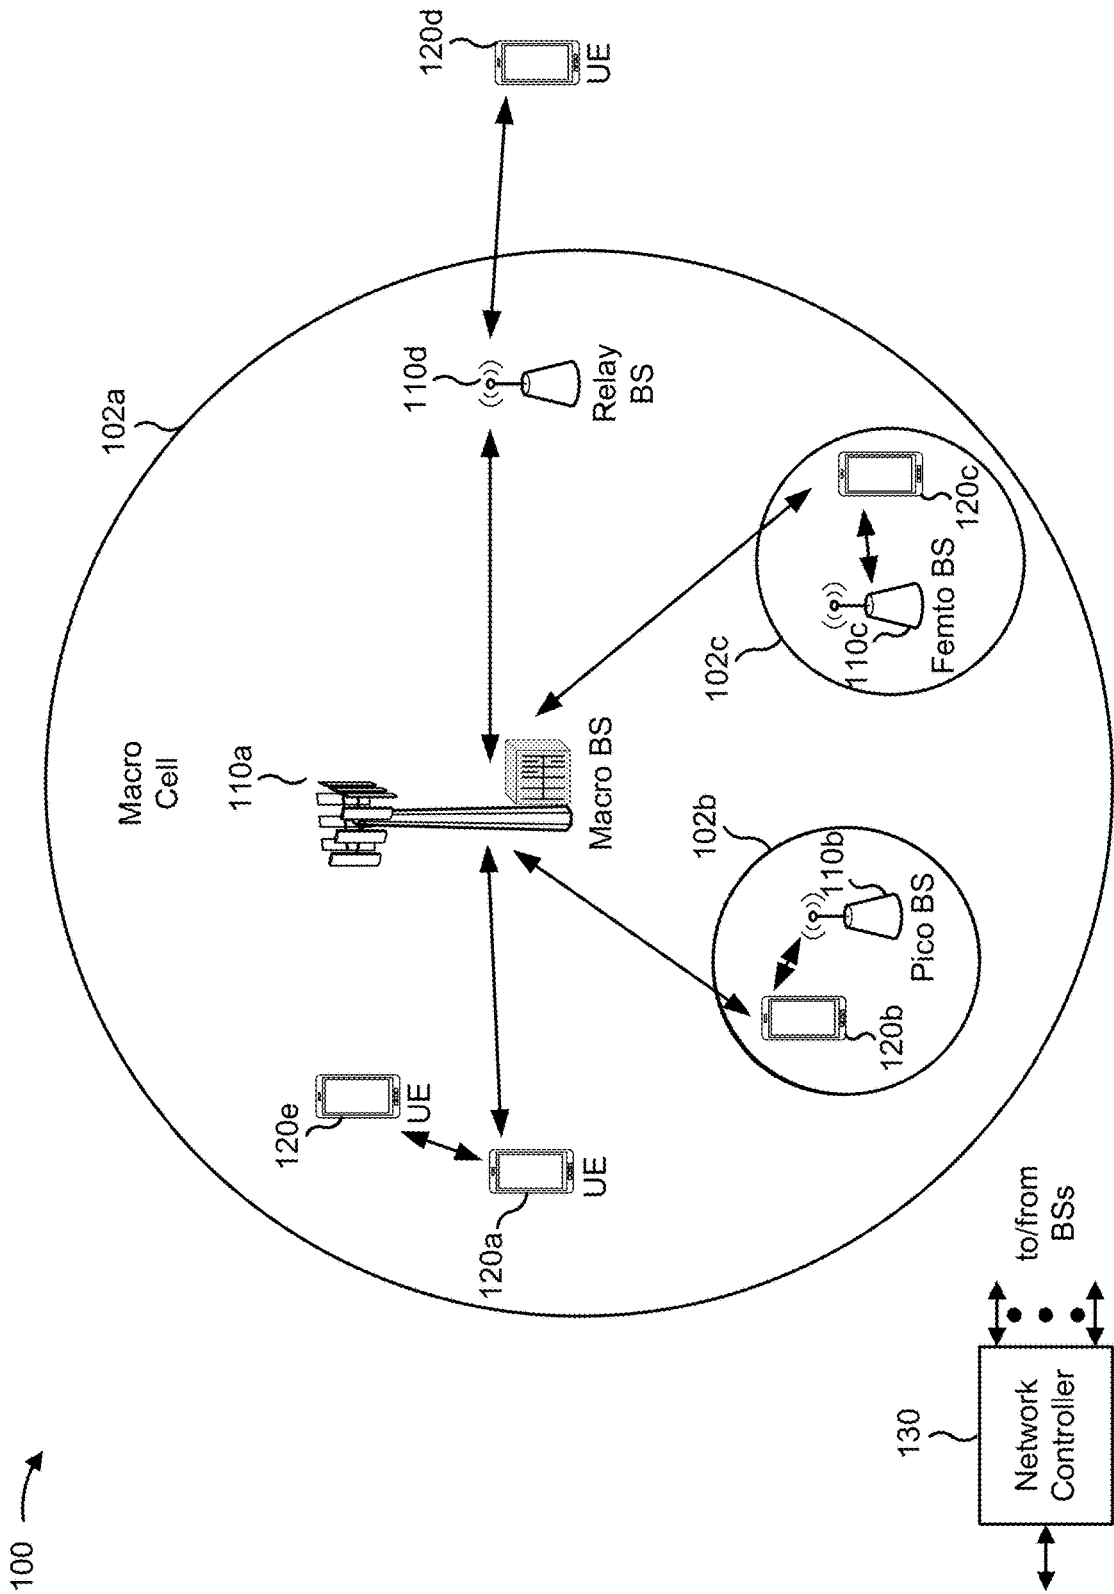 100
102a
Macro
Cell
110a
120e
UE
120a
UE
Macro BS
110d
Relay
BS
120d
UE
102b
110b
Pico BS
120b
102c
110c
Femto BS
120c
130
Network
Controller
to/from
BSs